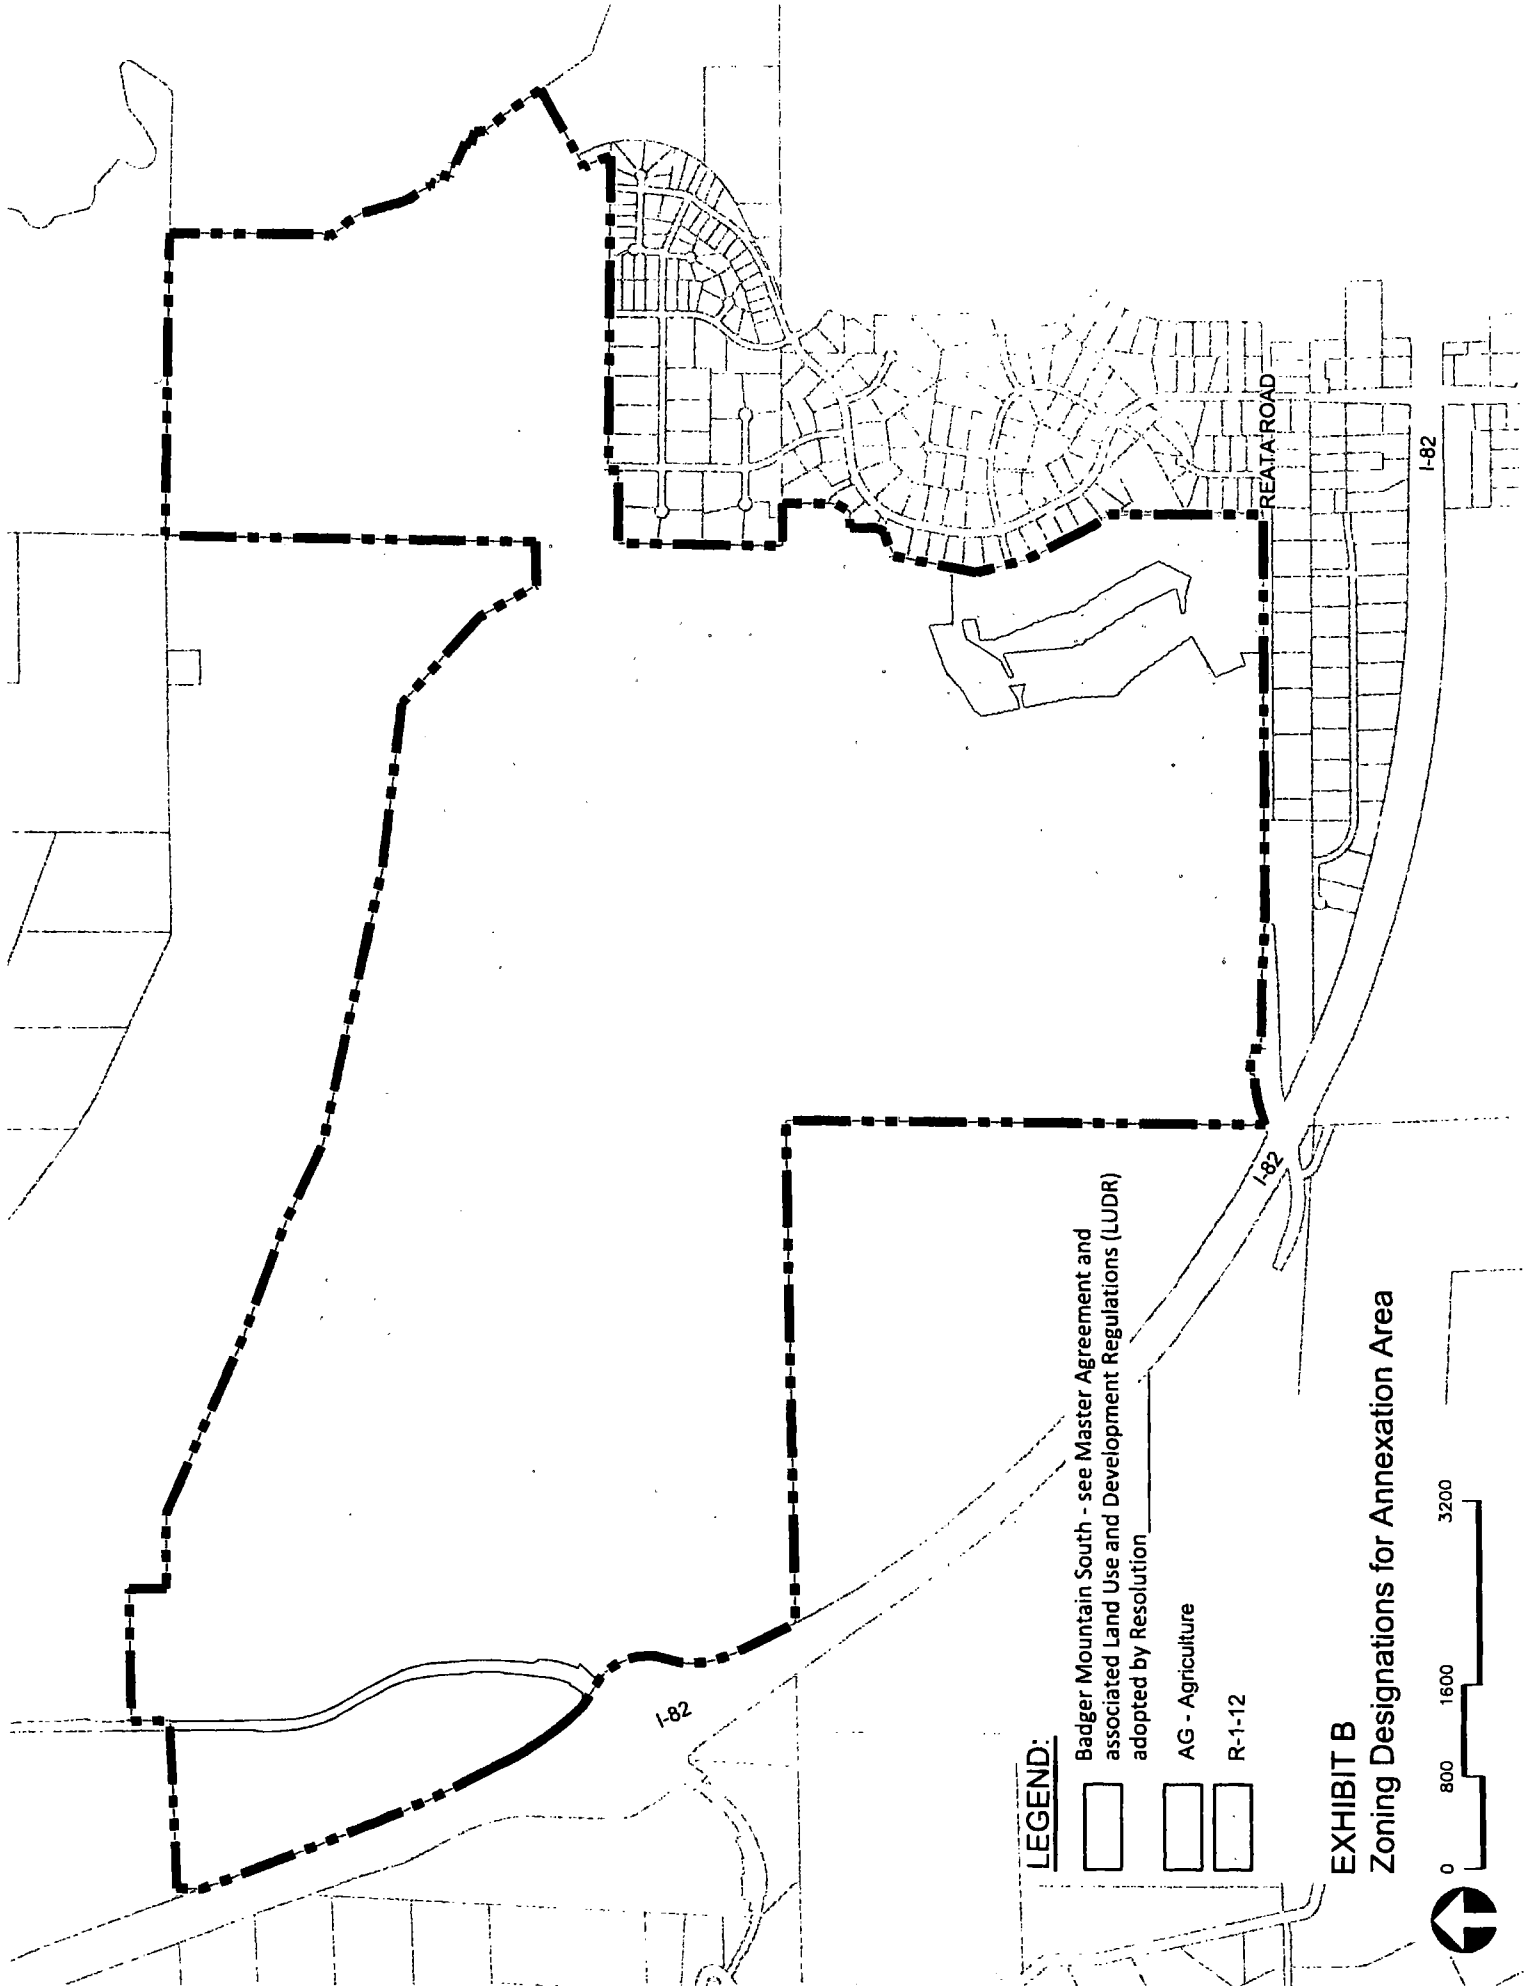 REATA ROAD
I-82
I-82
I-82
LEGEND:
Badger Mountain South - see Master Agreement and
associated Land Use and Development Regulations (LUDR)
adopted by Resolution
AG - Agriculture
R-1-12
EXHIBIT B
Zoning Designations for Annexation Area
0 800 1600 3200